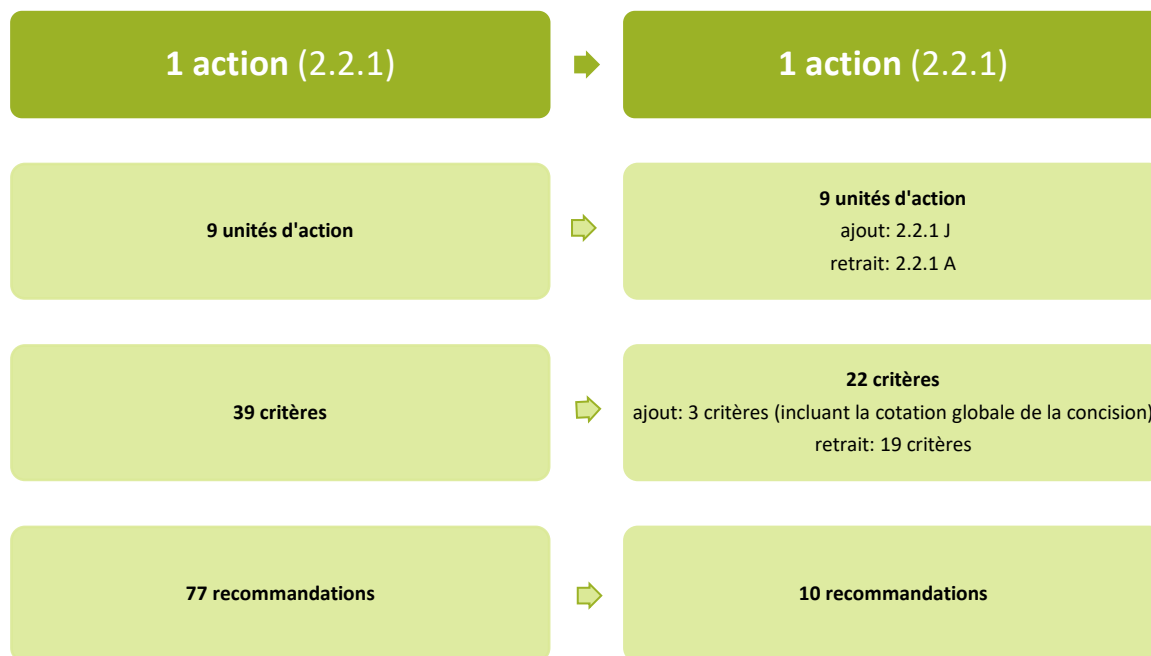 1 action (2.2.1)
1 action (2.2.1)
9 unités d'action
9 unités d'action
ajout: 2.2.1 J
retrait: 2.2.1 A
39 critères
22 critères
ajout: 3 critères (incluant la cotation globale de la concision)
retrait: 19 critères
77 recommandations
10 recommandations